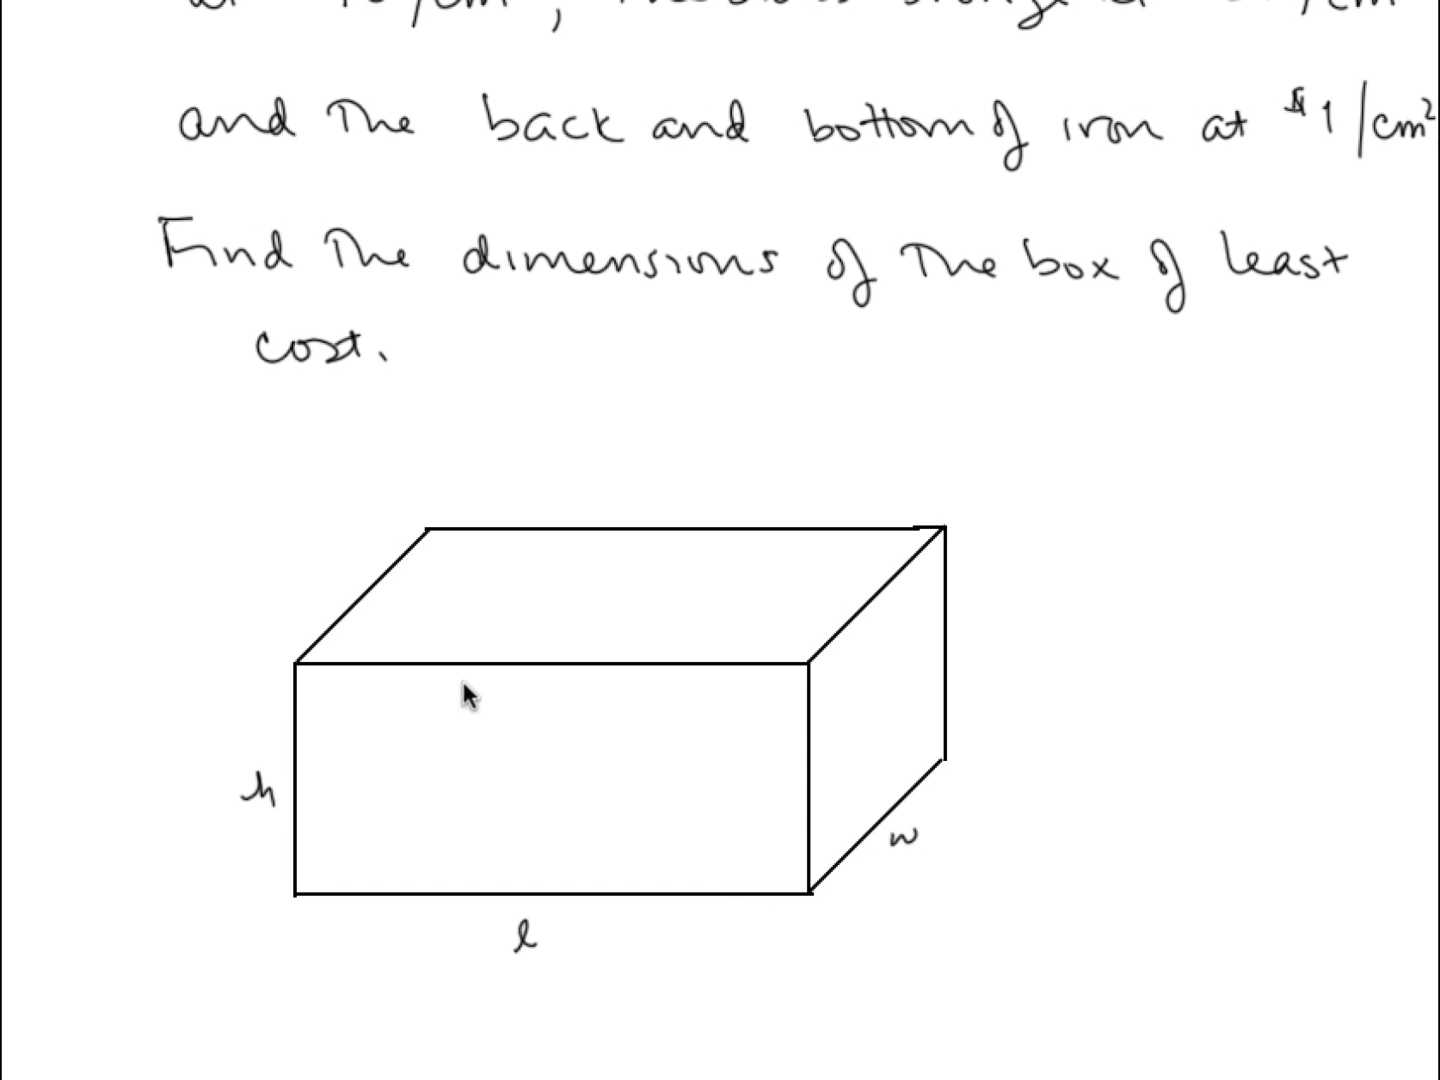 and the back and bottom of iron at $1/cm²
Find the dimensions of the box of least
cost.
h
w
l